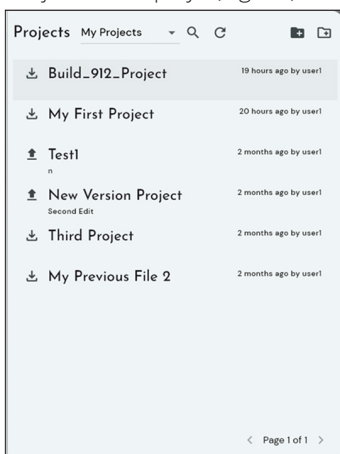 Projects My Projects
Build_912_Project 19 hours ago by user1
My First Project 20 hours ago by user1
Test1 2 months ago by user1
n
New Version Project 2 months ago by user1
Second Edit
Third Project 2 months ago by user1
My Previous File 2 2 months ago by user1
Page 1 of 1